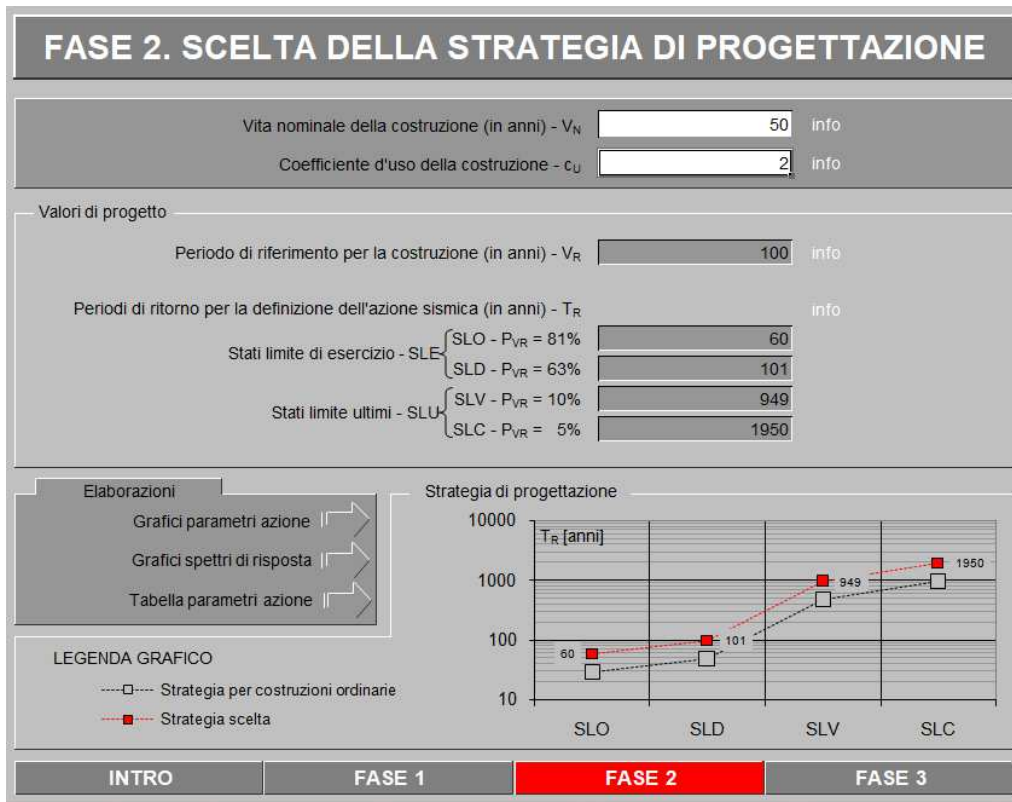 FASE 2. SCELTA DELLA STRATEGIA DI PROGETTAZIONE
Vita nominale della costruzione (in anni) - VN 50 info
Coefficiente d'uso della costruzione - cU 2 info
Valori di progetto
Periodo di riferimento per la costruzione (in anni) - VR 100 info
Periodi di ritorno per la definizione dell'azione sismica (in anni) - TR info
Stati limite di esercizio - SLE
SLO - PVR = 81% 60
SLD - PVR = 63% 101
Stati limite ultimi - SLU
SLV - PVR = 10% 949
SLC - PVR = 5% 1950
Elaborazioni
Grafici parametri azione
Grafici spettri di risposta
Tabella parametri azione
LEGENDA GRAFICO
Strategia per costruzioni ordinarie
Strategia scelta
Strategia di progettazione
TR [anni]
10000
1000
100
10
60
101
949
1950
SLO SLD SLV SLC
INTRO FASE 1 FASE 2 FASE 3